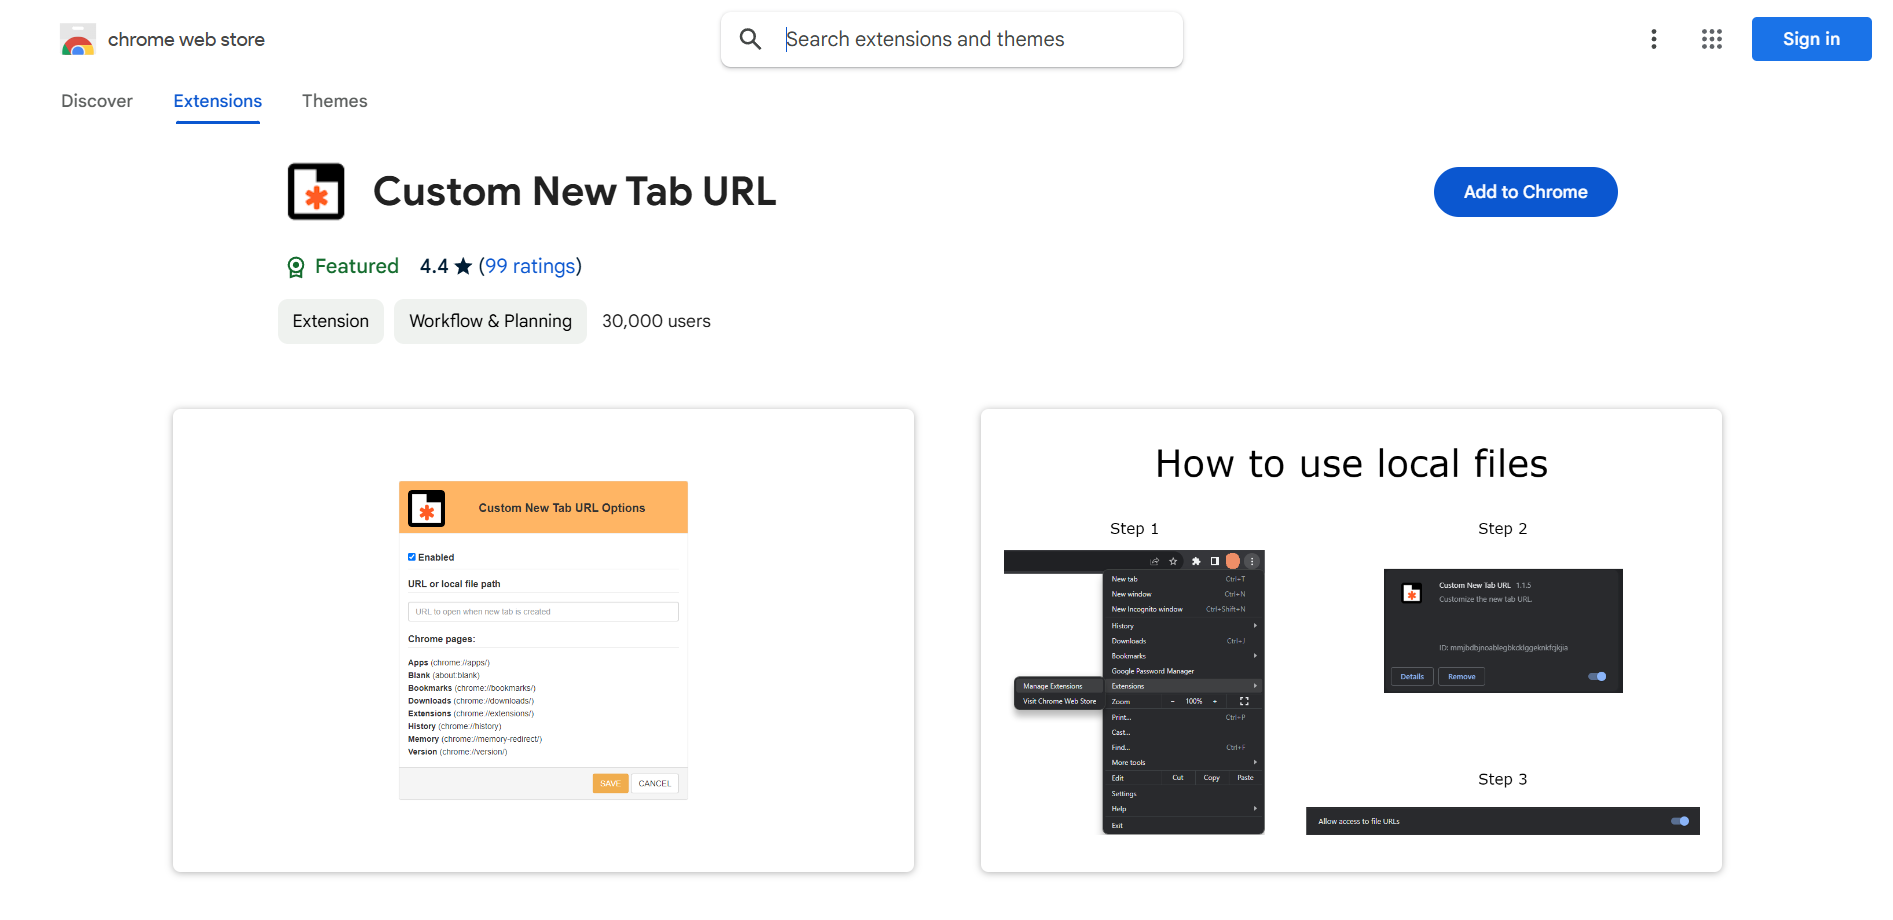 chrome web store
Search extensions and themes
Sign in
Discover
Extensions
Themes
Custom New Tab URL
Add to Chrome
Featured 4.4 ★ (99 ratings)
Extension
Workflow & Planning
30,000 users
Custom New Tab URL Options
Enabled
URL or local file path
URL to open when new tab is created
Chrome pages:
Apps (chrome://apps/)
Blank (about:blank)
Bookmarks (chrome://bookmarks/)
Downloads (chrome://downloads/)
Extensions (chrome://extensions/)
History (chrome://history)
Memory (chrome://memory-redirect/)
Version (chrome://version/)
SAVE
CANCEL
How to use local files
Step 1
New tab Ctrl+T
New window Ctrl+N
New Incognito window Ctrl+Shift+N
History
Downloads Ctrl+J
Bookmarks
Google Password Manager
Manage Extensions
Extensions
Visit Chrome Web Store
Zoom - 100% +
Print... Ctrl+P
Cast...
Find... Ctrl+F
More tools
Edit Cut Copy Paste
Settings
Help
Exit
Step 2
Custom New Tab URL 1.1.5
Customize the new tab URL.
Details
Remove
Step 3
Allow access to file URLs